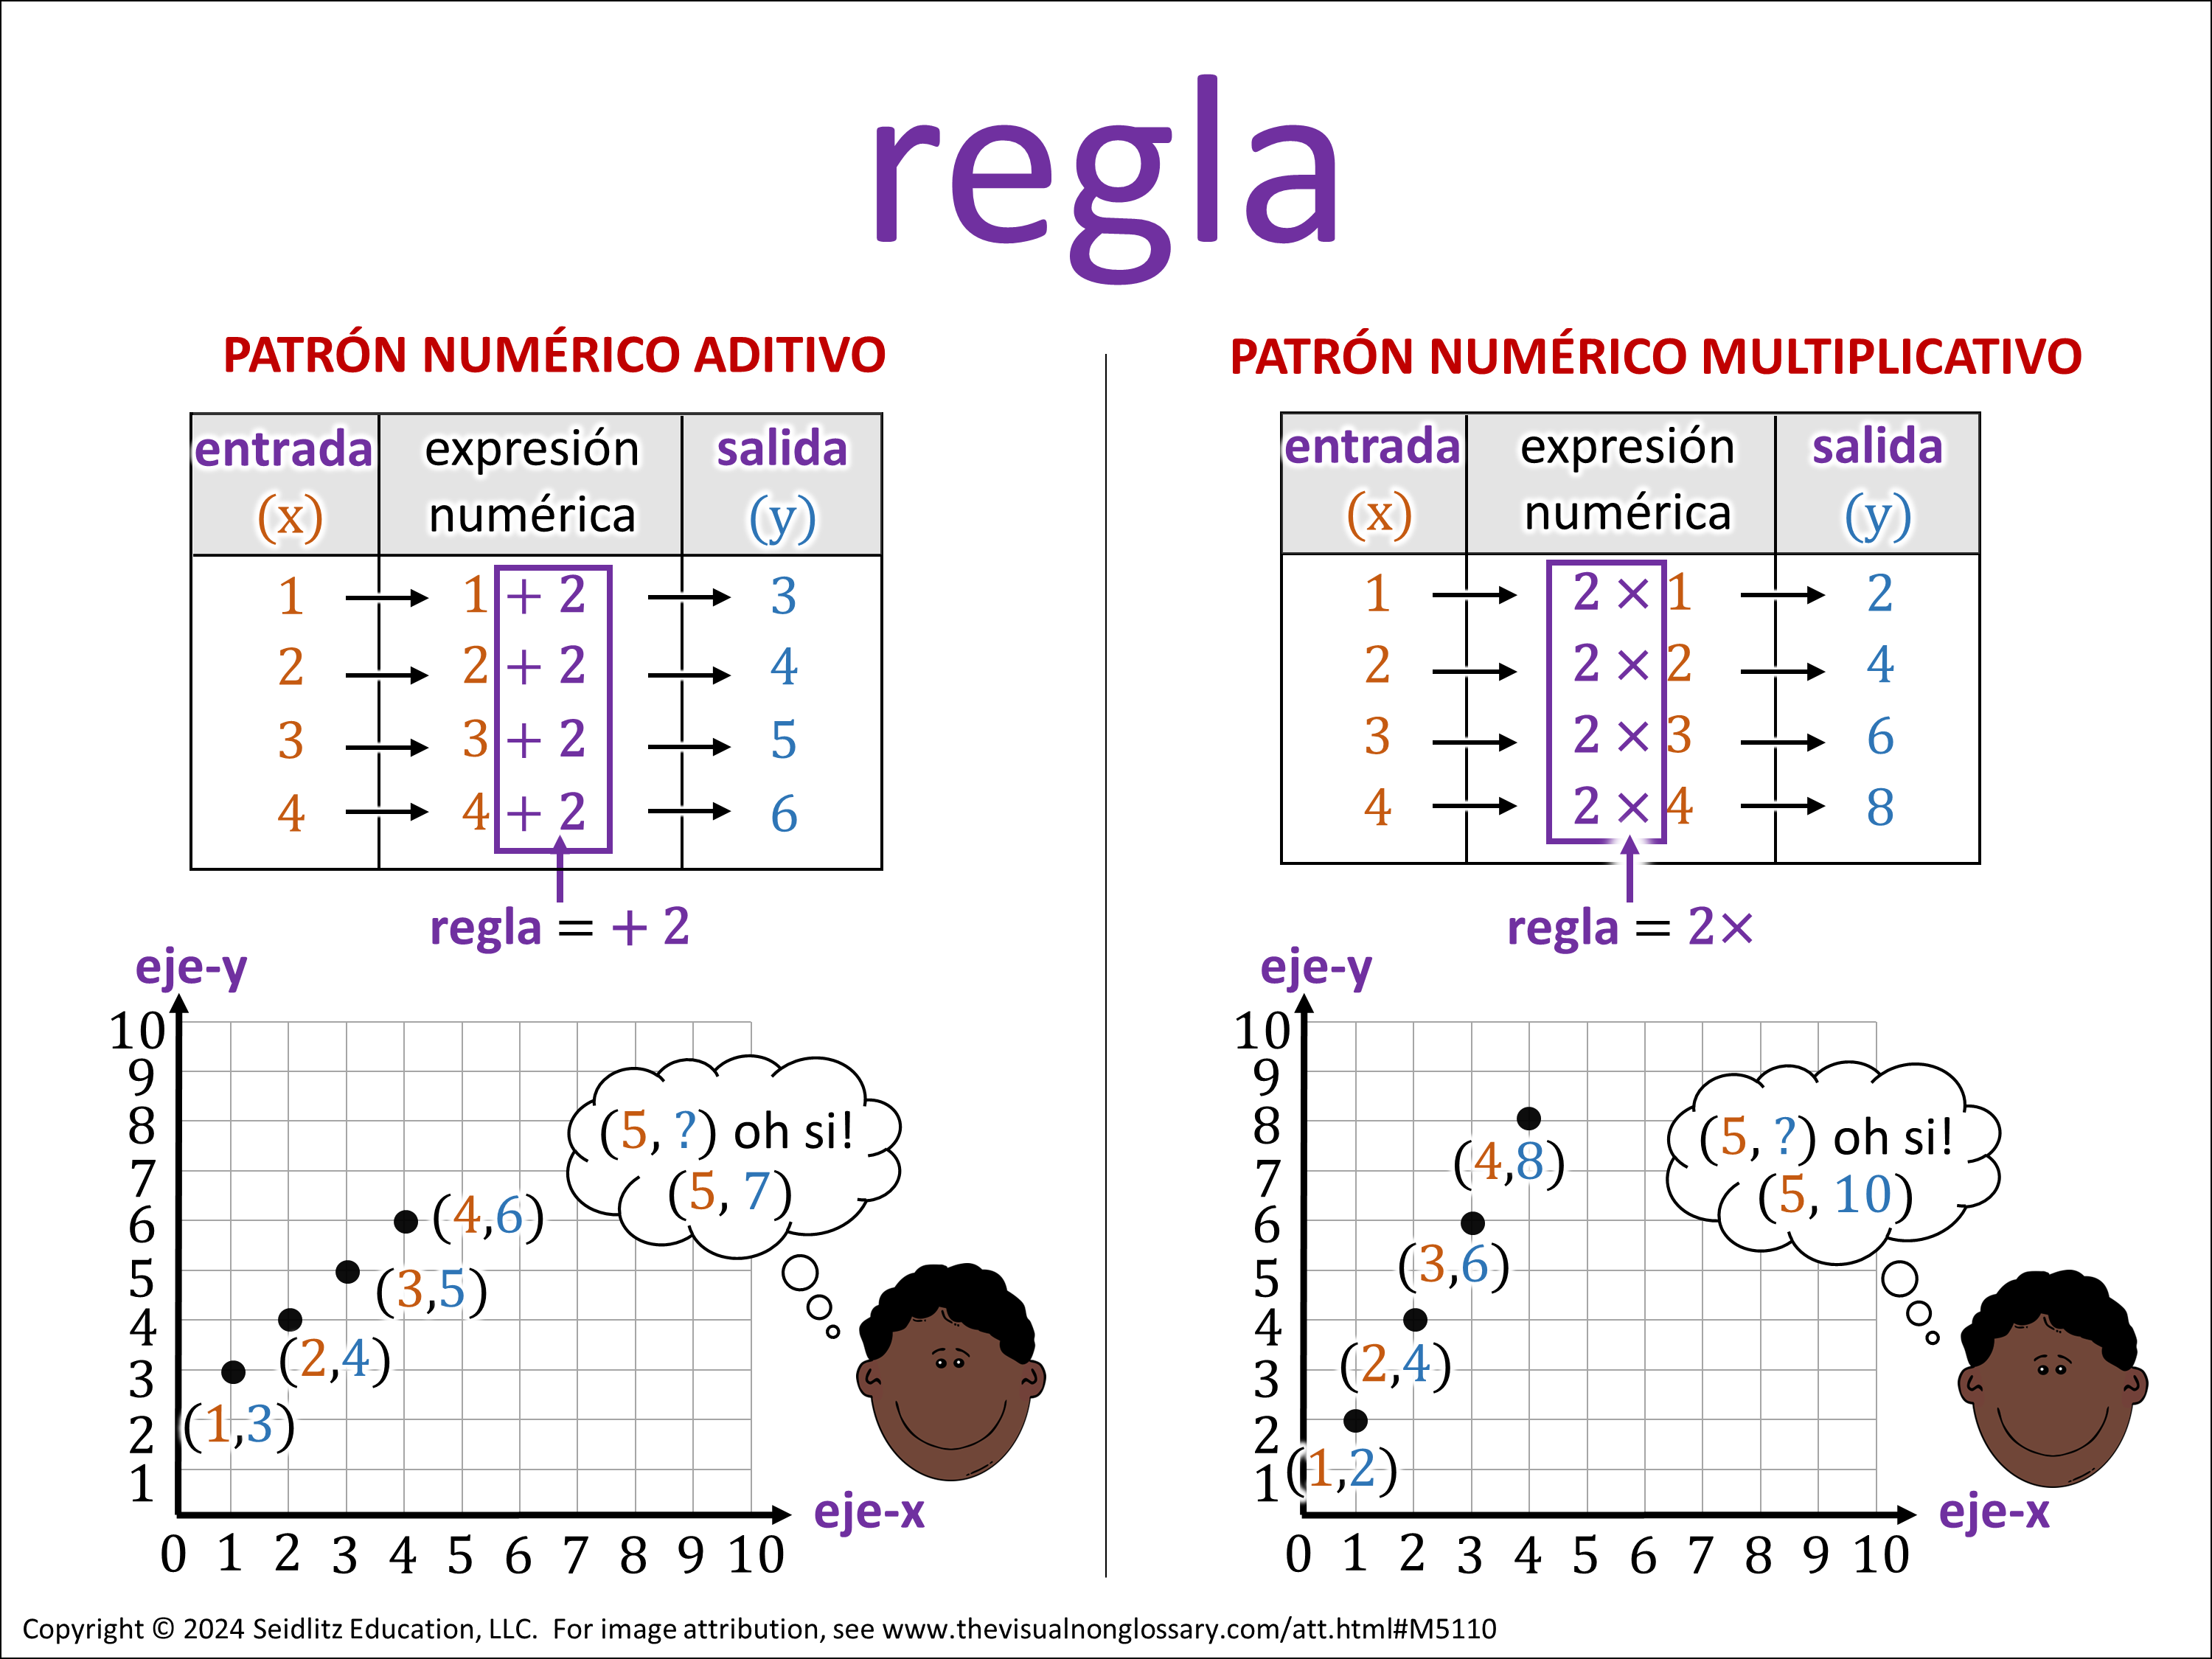 regla
PATRÓN NUMÉRICO ADITIVO
entrada (x) expresión numérica salida (y)
1 1 + 2 3
2 2 + 2 4
3 3 + 2 5
4 4 + 2 6
regla = + 2
eje-y
10
9
8
7
6
5
4
3
2
1
(4,6)
(3,5)
(2,4)
(1,3)
(5, ?) oh si!
(5, 7)
eje-x
0 1 2 3 4 5 6 7 8 9 10
PATRÓN NUMÉRICO MULTIPLICATIVO
entrada (x) expresión numérica salida (y)
1 2 × 1 2
2 2 × 2 4
3 2 × 3 6
4 2 × 4 8
regla = 2×
eje-y
10
9
8
7
6
5
4
3
2
1
(4,8)
(3,6)
(2,4)
(1,2)
(5, ?) oh si!
(5, 10)
eje-x
0 1 2 3 4 5 6 7 8 9 10
Copyright © 2024 Seidlitz Education, LLC. For image attribution, see www.thevisualnonglossary.com/att.html#M5110